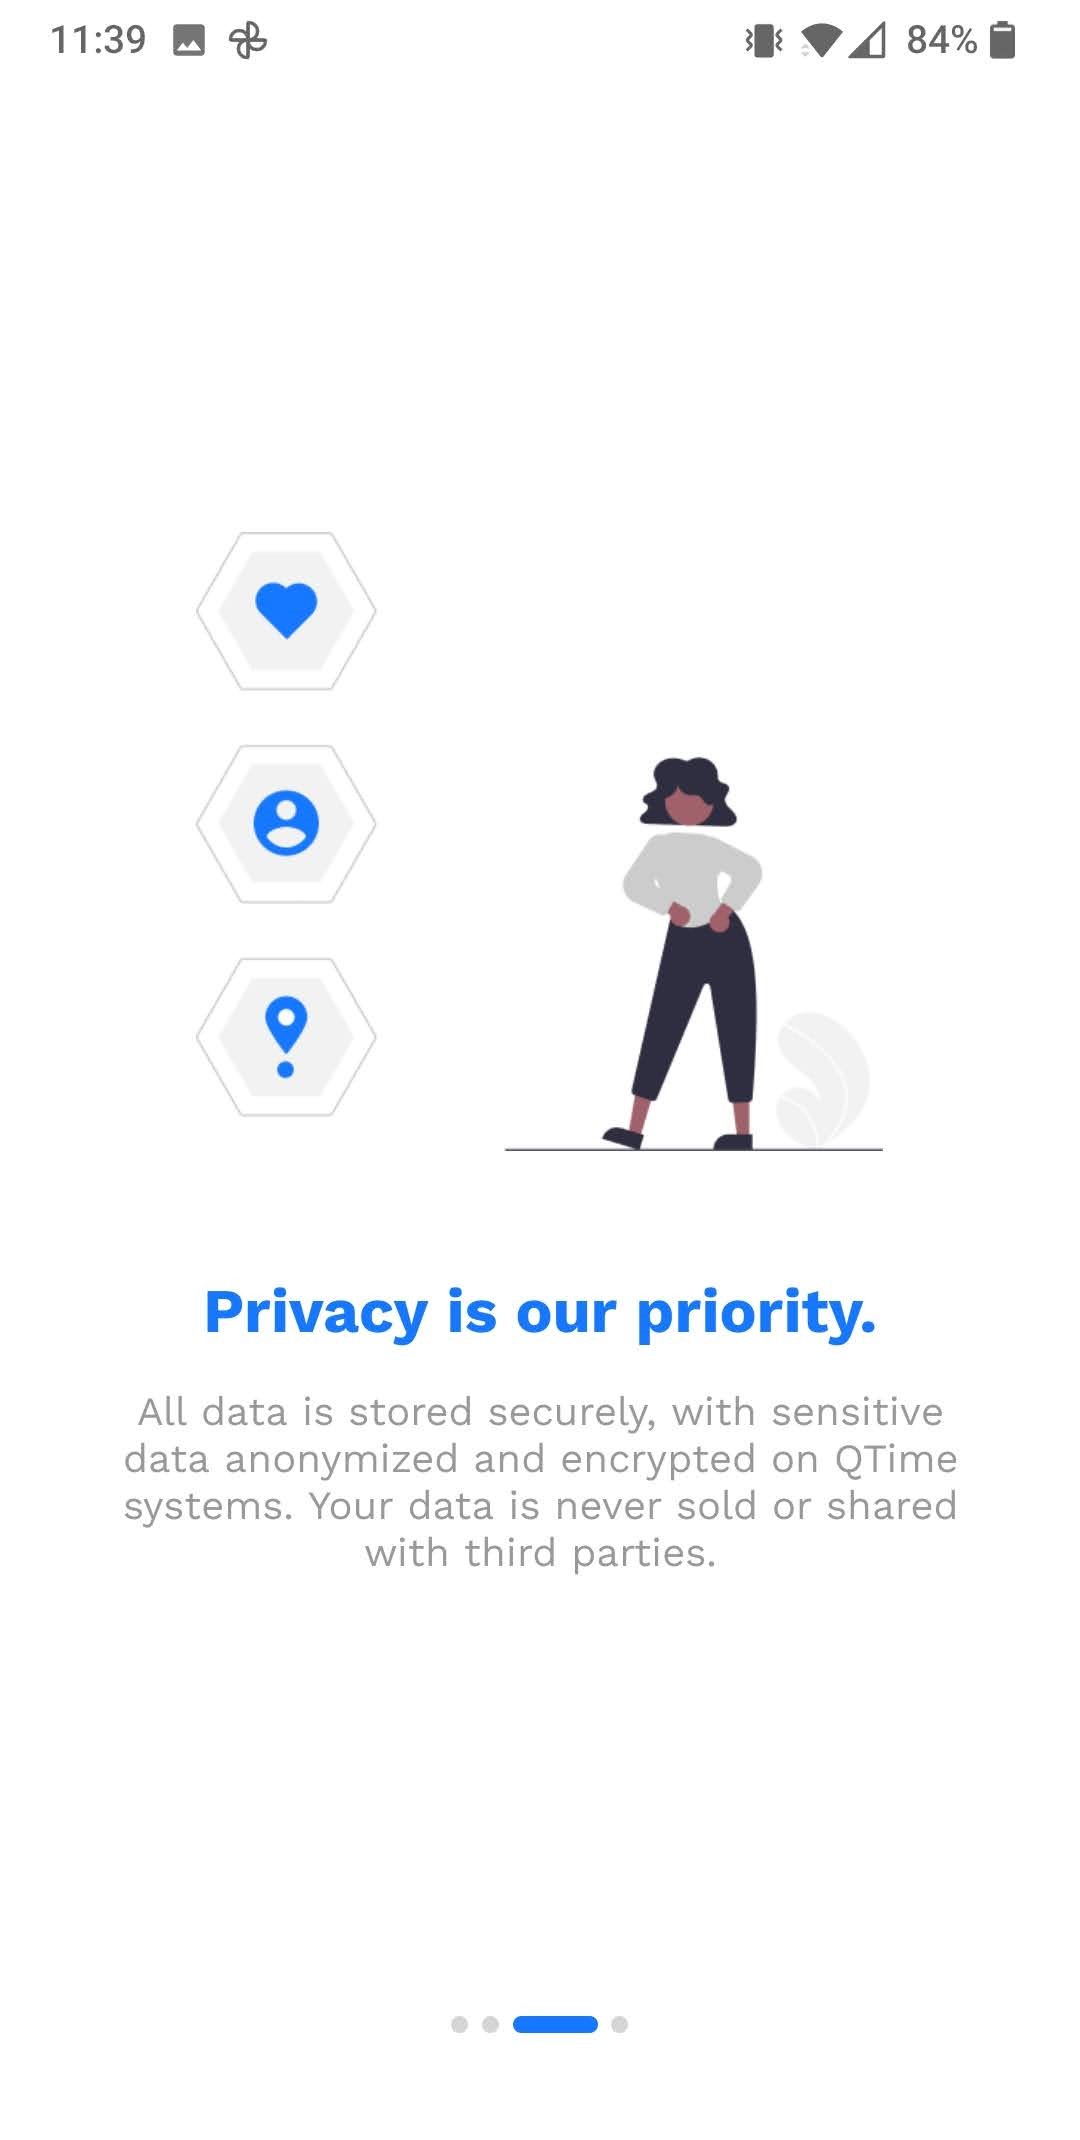 11:39 84%
Privacy is our priority.
All data is stored securely, with sensitive
data anonymized and encrypted on QTime
systems. Your data is never sold or shared
with third parties.